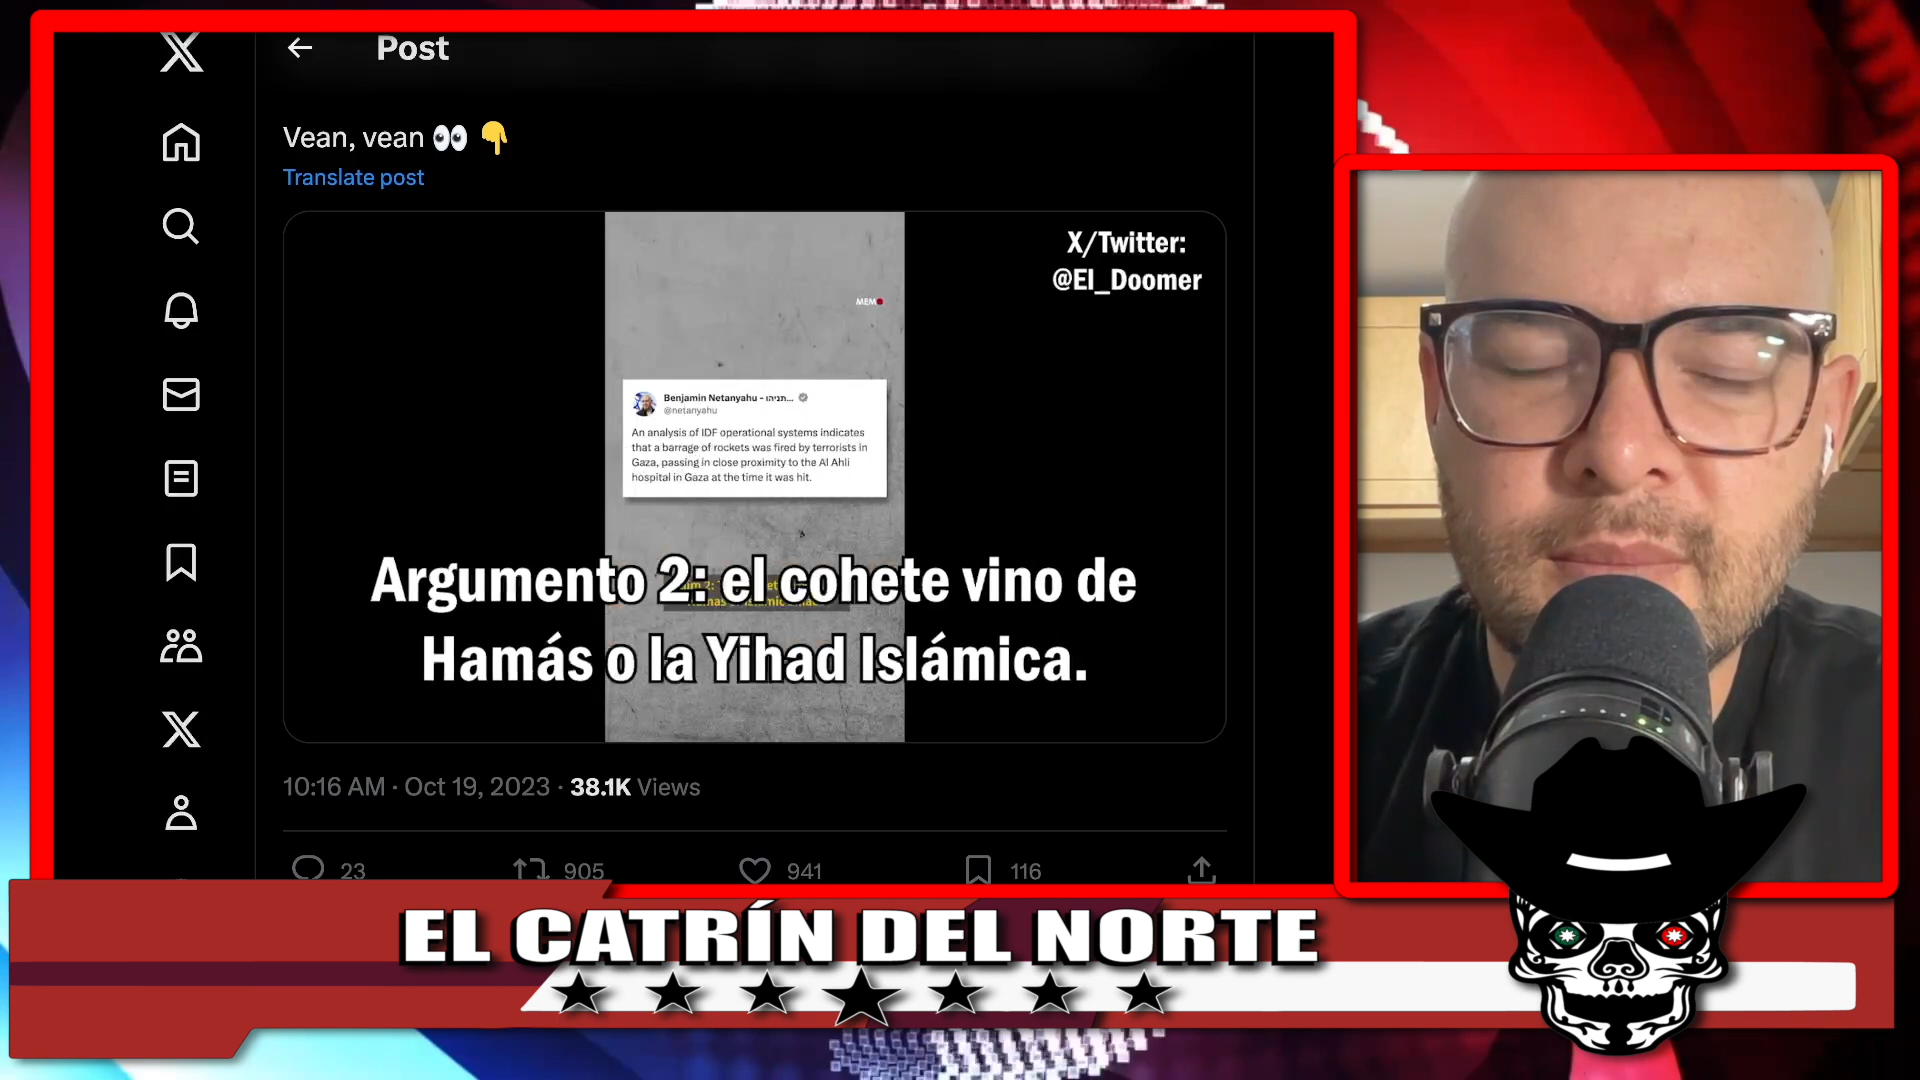 Post
Vean, vean 👀 👇
Translate post
X/Twitter:
@El_Doomer
MEM
Benjamin Netanyahu - נתניהו...
@netanyahu
An analysis of IDF operational systems indicates
that a barrage of rockets was fired by terrorists in
Gaza, passing in close proximity to the Al Ahli
hospital in Gaza at the time it was hit.
Argumento 2: el cohete vino de
Hamás o la Yihad Islámica.
10:16 AM · Oct 19, 2023 · 38.1K Views
23 905 941 116
EL CATRÍN DEL NORTE